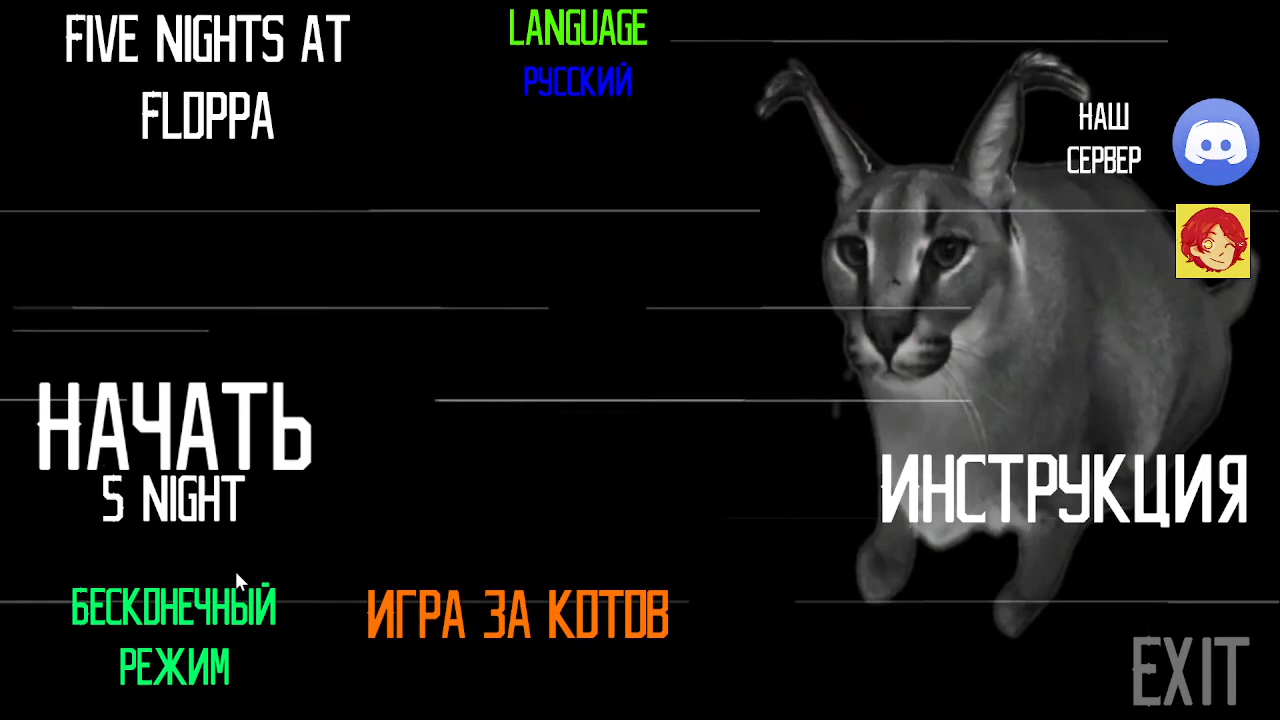 FIVE NIGHTS AT
FLOPPA
LANGUAGE
РУССКИЙ
НАШ
СЕРВЕР
НАЧАТЬ
5 NIGHT
ИНСТРУКЦИЯ
БЕСКОНЕЧНЫЙ
РЕЖИМ
ИГРА ЗА КОТОВ
EXIT